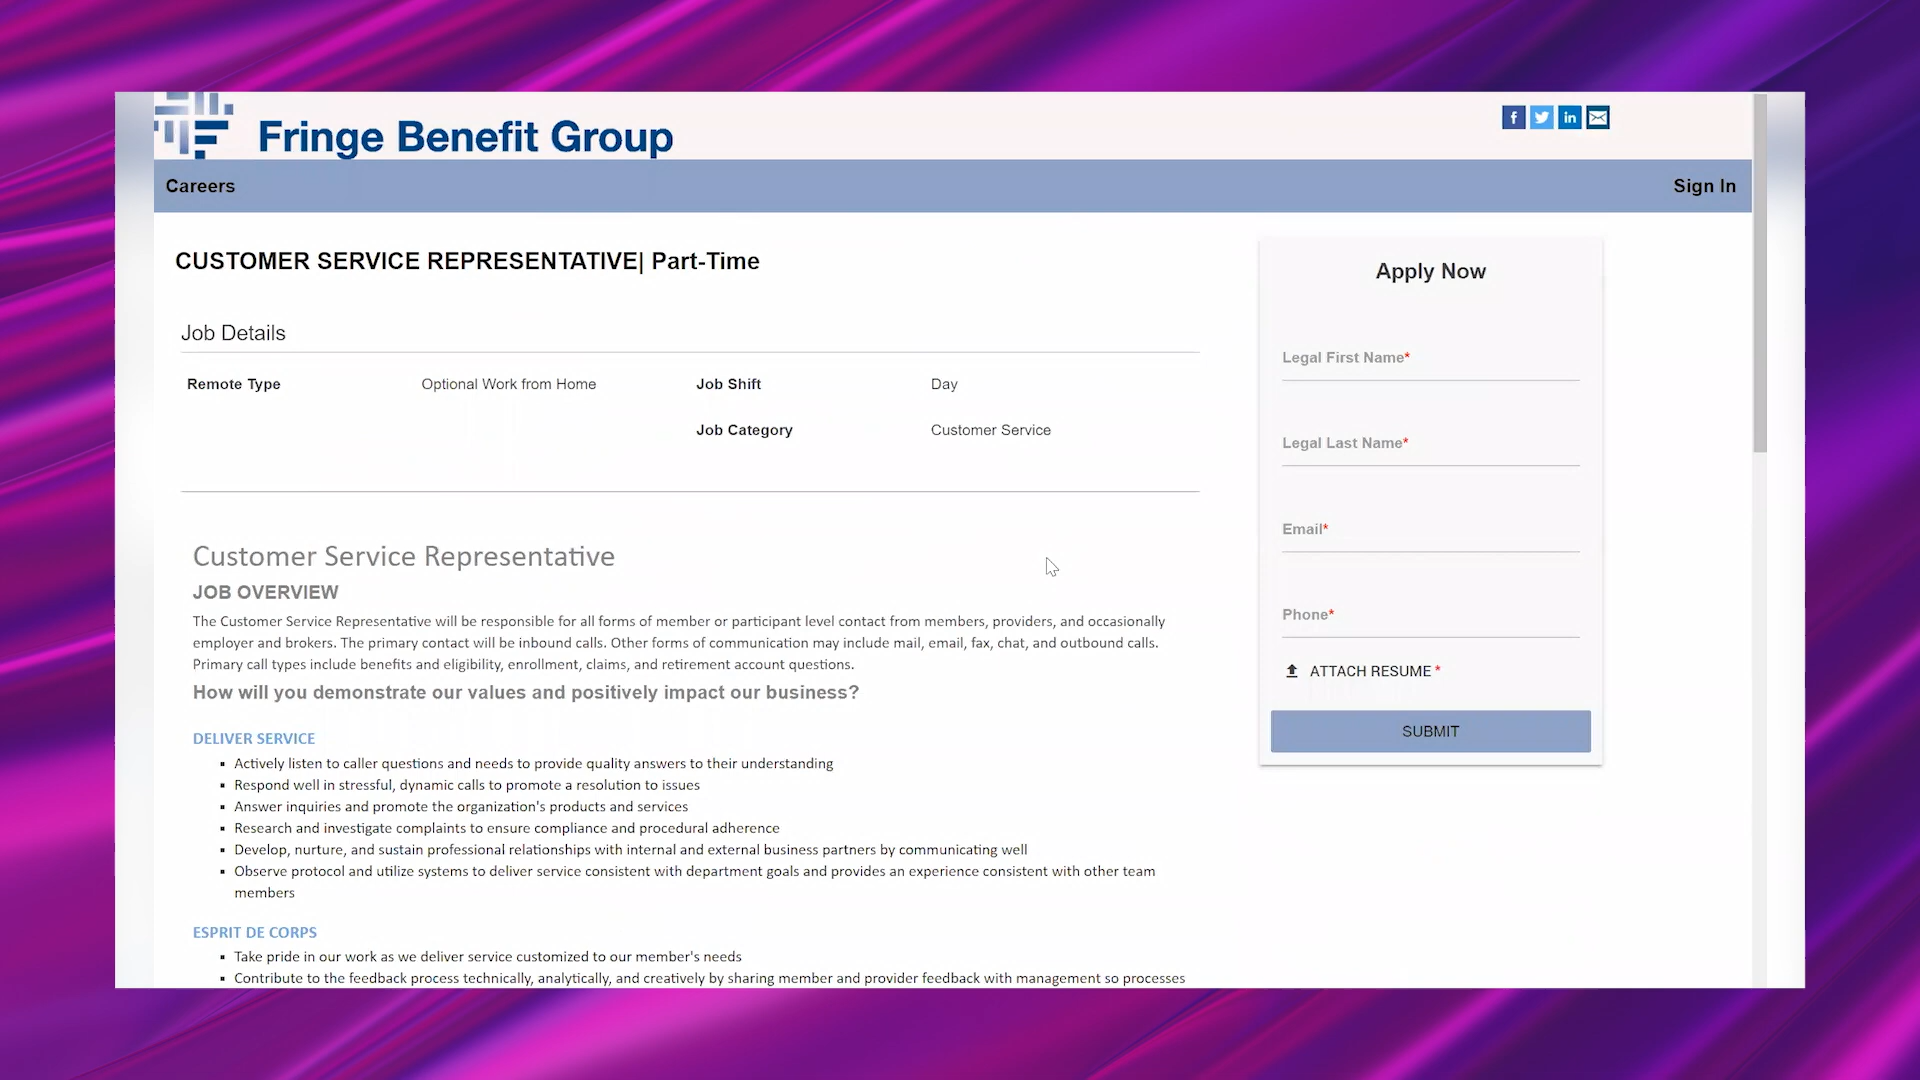 Fringe Benefit Group
Careers
Sign In
CUSTOMER SERVICE REPRESENTATIVE| Part-Time
Job Details
Remote Type Optional Work from Home Job Shift Day
Job Category Customer Service
Customer Service Representative
JOB OVERVIEW
The Customer Service Representative will be responsible for all forms of member or participant level contact from members, providers, and occasionally
employer and brokers. The primary contact will be inbound calls. Other forms of communication may include mail, email, fax, chat, and outbound calls.
Primary call types include benefits and eligibility, enrollment, claims, and retirement account questions.
How will you demonstrate our values and positively impact our business?
DELIVER SERVICE
▪ Actively listen to caller questions and needs to provide quality answers to their understanding
▪ Respond well in stressful, dynamic calls to promote a resolution to issues
▪ Answer inquiries and promote the organization's products and services
▪ Research and investigate complaints to ensure compliance and procedural adherence
▪ Develop, nurture, and sustain professional relationships with internal and external business partners by communicating well
▪ Observe protocol and utilize systems to deliver service consistent with department goals and provides an experience consistent with other team
members
ESPRIT DE CORPS
▪ Take pride in our work as we deliver service customized to our member's needs
▪ Contribute to the feedback process technically, analytically, and creatively by sharing member and provider feedback with management so processes
Apply Now
Legal First Name*
Legal Last Name*
Email*
Phone*
ATTACH RESUME *
SUBMIT